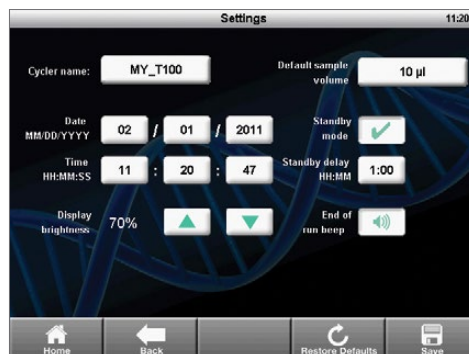 Settings 11:20
Cycler name: MY_T100
Default sample
volume 10 µl
Date
MM/DD/YYYY 02 / 01 / 2011
Standby
mode
Time
HH:MM:SS 11 : 20 : 47
Standby delay
HH:MM 1:00
Display
brightness 70%
End of
run beep
Home Back Restore Defaults Save